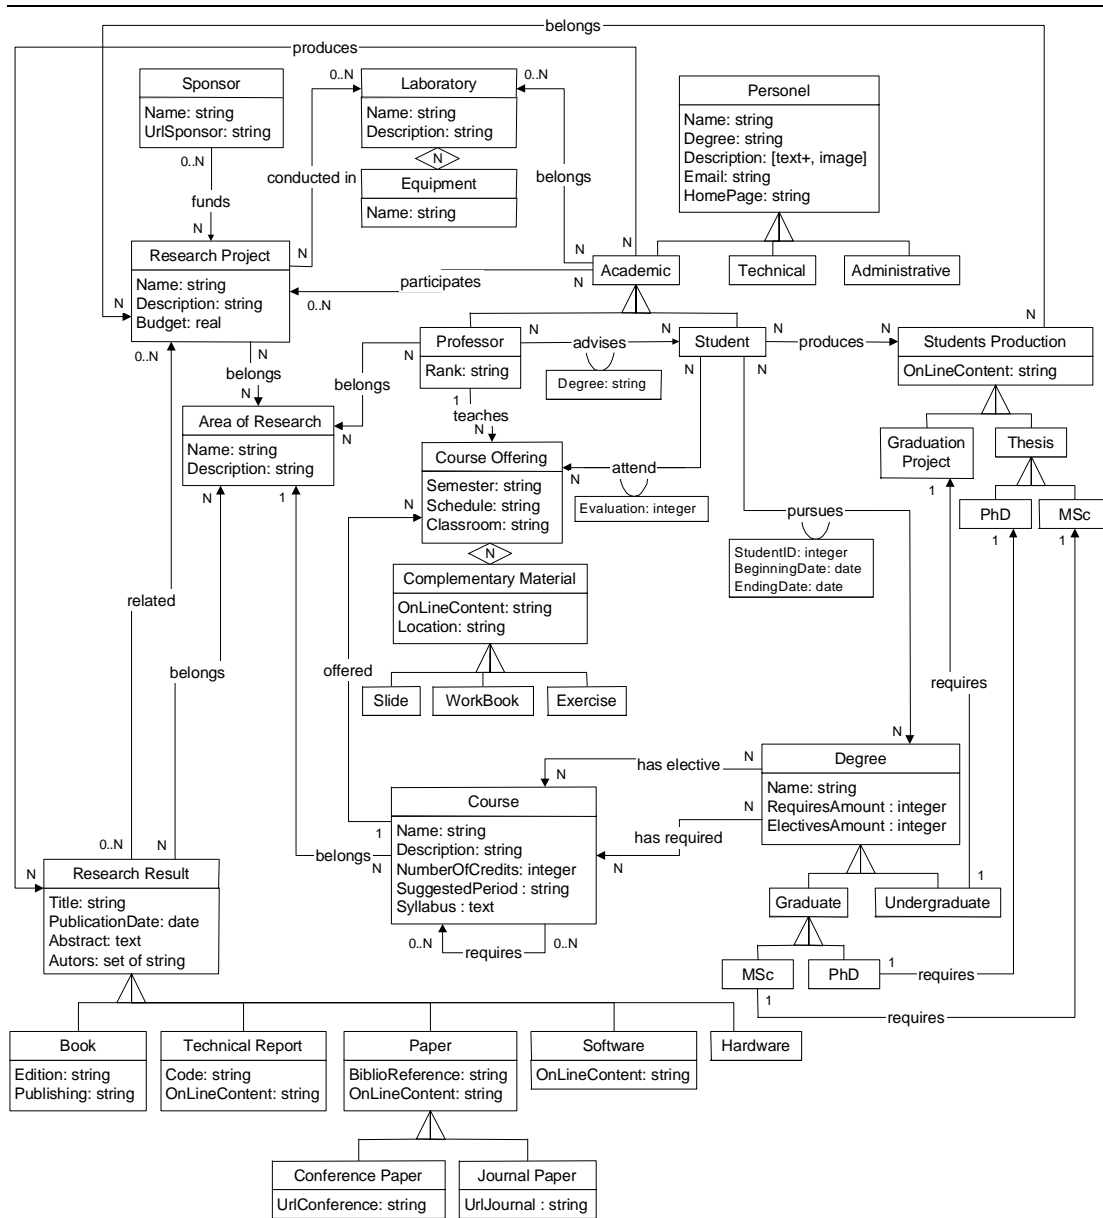 belongs
produces
Sponsor
Name: string
UrlSponsor: string
0..N
funds
N
0..N
Laboratory
0..N
Name: string
Description: string
N
Equipment
Name: string
conducted in
belongs
Personel
Name: string
Degree: string
Description: [text+, image]
Email: string
HomePage: string
Academic
Technical
Administrative
N
N
N
N
participates
0..N
Research Project
Name: string
Description: string
Budget: real
N
0..N
N
belongs
N
Professor
Rank: string
N
1
teaches
N
belongs
N
N
advises
N
Degree: string
Student
N
N
N
produces
N
N
Students Production
OnLineContent: string
Graduation
Project
1
Thesis
PhD
MSc
1
1
Area of Research
Name: string
Description: string
N
1
Course Offering
Semester: string
Schedule: string
Classroom: string
N
N
attend
N
Evaluation: integer
pursues
StudentID: integer
BeginningDate: date
EndingDate: date
Complementary Material
OnLineContent: string
Location: string
Slide
WorkBook
Exercise
related
belongs
offered
requires
N
Degree
Name: string
RequiresAmount : integer
ElectivesAmount : integer
N
has elective
N
N
has required
N
Course
Name: string
Description: string
NumberOfCredits: integer
SuggestedPeriod : string
Syllabus : text
1
belongs
N
0..N
requires
0..N
Graduate
Undergraduate
1
MSc
PhD
1
requires
1
requires
0..N
N
N
Research Result
Title: string
PublicationDate: date
Abstract: text
Autors: set of string
Book
Edition: string
Publishing: string
Technical Report
Code: string
OnLineContent: string
Paper
BiblioReference: string
OnLineContent: string
Software
OnLineContent: string
Hardware
Conference Paper
UrlConference: string
Journal Paper
UrlJournal : string